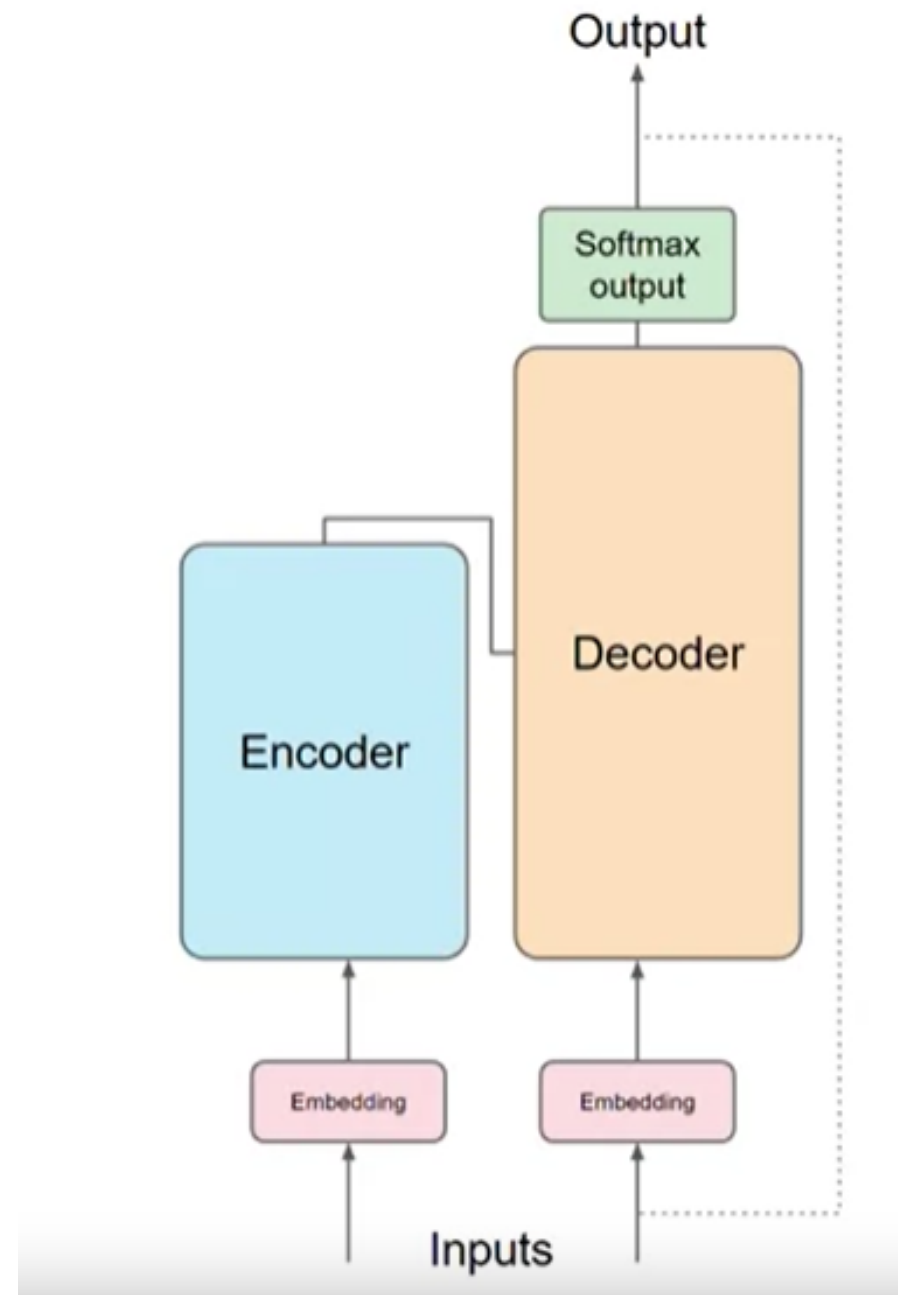 Output
Softmax
output
Decoder
Encoder
Embedding
Embedding
Inputs